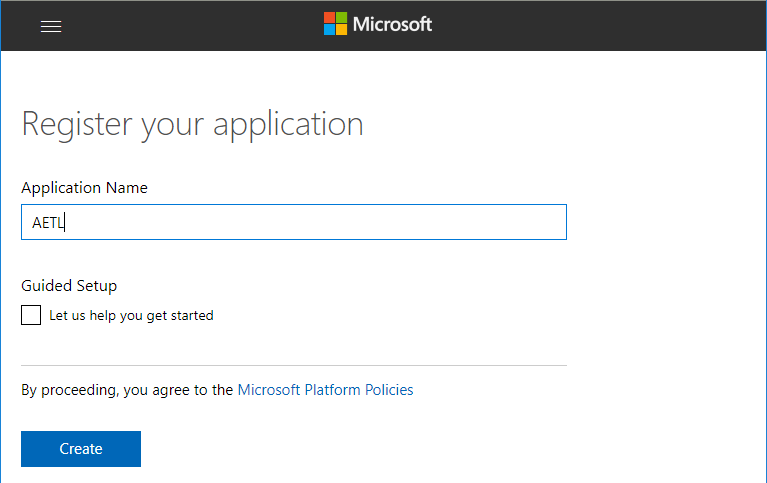 Microsoft
Register your application
Application Name
AETL
Guided Setup
Let us help you get started
By proceeding, you agree to the Microsoft Platform Policies
Create